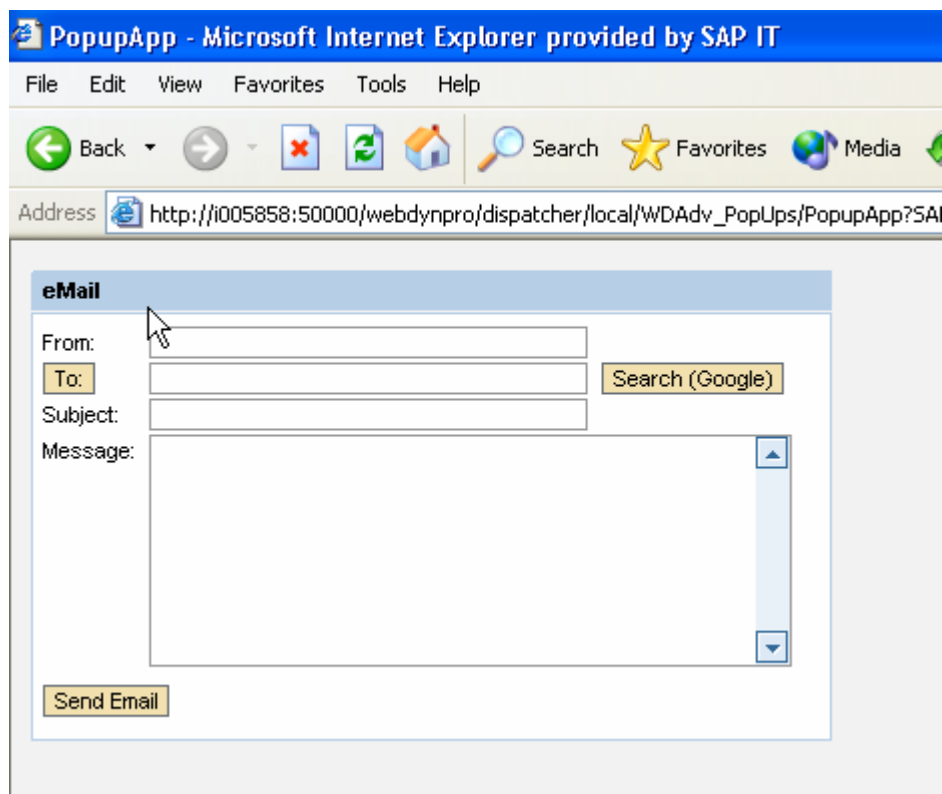 PopupApp - Microsoft Internet Explorer provided by SAP IT
File Edit View Favorites Tools Help
Back Search Favorites Media
Address http://i005858:50000/webdynpro/dispatcher/local/WDAdv_PopUps/PopupApp?SAI
eMail
From:
To: Search (Google)
Subject:
Message:
Send Email